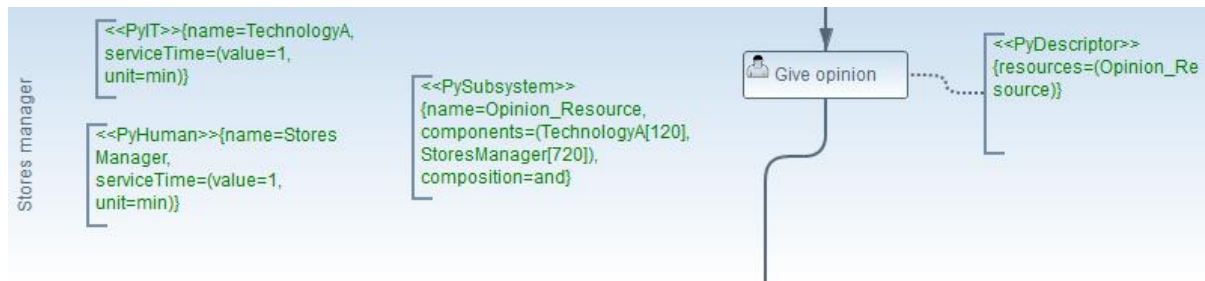 Stores manager
<<PyIT>>{name=TechnologyA,
serviceTime=(value=1,
unit=min)}
<<PyHuman>>{name=Stores
Manager,
serviceTime=(value=1,
unit=min)}
<<PySubsystem>>
{name=Opinion_Resource,
components=(TechnologyA[120],
StoresManager[720]),
composition=and}
Give opinion
<<PyDescriptor>>
{resources=(Opinion_Re
source)}